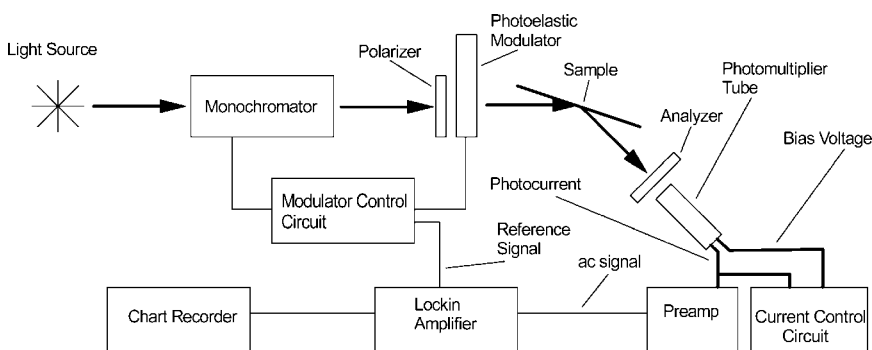 Light Source
Monochromator
Polarizer
Photoelastic
Modulator
Sample
Photomultiplier
Tube
Analyzer
Bias Voltage
Photocurrent
Modulator Control
Circuit
Reference
Signal
ac signal
Chart Recorder
Lockin
Amplifier
Preamp
Current Control
Circuit